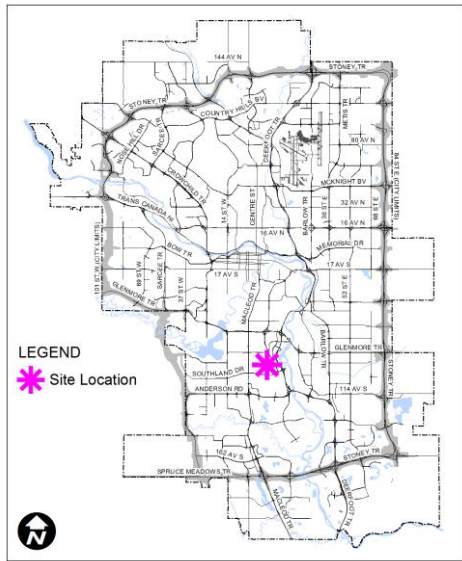 144 AV N
STONEY TR
STONEY TR
COUNTRY HILLS BV
METIS TR
DEERFOOT TR
NOSE HILL DR
SARCEE TR
80 AV N
CROWCHILD TR
84 ST E (CITY LIMITS)
MCKNIGHT BV
14 ST W
CENTRE ST
BARLOW TR
36 ST E
68 ST E
32 AV N
TRANS CANADA HI
16 AV N
16 AV N
101 ST W (CITY LIMITS)
BOW TR
MEMORIAL DR
17 AV S
17 AV S
69 ST W
SARCEE TR
37 ST W
52 ST E
GLENMORE TR
MACLEOD TR
BARLOW TR
GLENMORE TR
LEGEND
Site Location
SOUTHLAND DR
ANDERSON RD
114 AV S
STONEY TR
162 AV S
STONEY TR
SPRUCE MEADOWS TR
MACLEOD TR
DEERFOOT TR
N